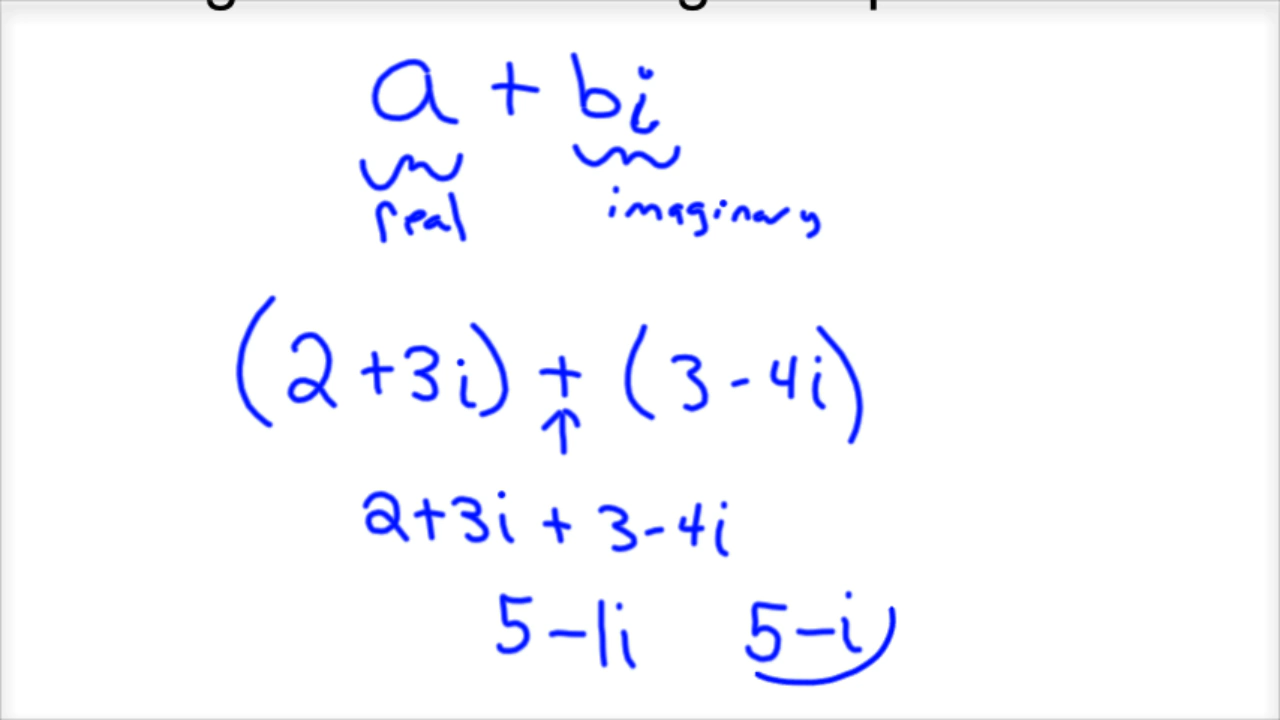 a + bi
real imaginary
(2 + 3i) + (3 - 4i)
2 + 3i + 3 - 4i
5 - 1i 5 - i